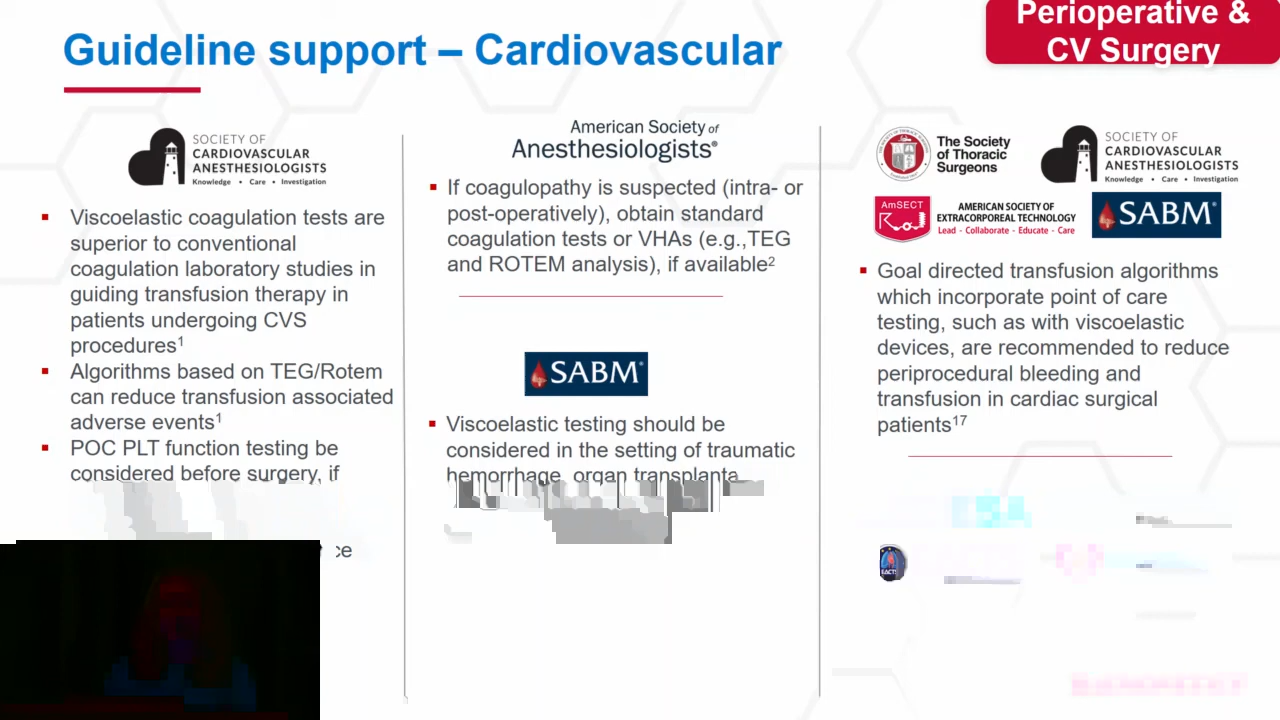 Perioperative &
CV Surgery
Guideline support – Cardiovascular
SOCIETY OF
CARDIOVASCULAR
ANESTHESIOLOGISTS
Knowledge • Care • Investigation
▪ Viscoelastic coagulation tests are
superior to conventional
coagulation laboratory studies in
guiding transfusion therapy in
patients undergoing CVS
procedures¹
▪ Algorithms based on TEG/Rotem
can reduce transfusion associated
adverse events¹
▪ POC PLT function testing be
considered before surgery, if
American Society of
Anesthesiologists®
▪ If coagulopathy is suspected (intra- or
post-operatively), obtain standard
coagulation tests or VHAs (e.g.,TEG
and ROTEM analysis), if available²
SABM®
▪ Viscoelastic testing should be
considered in the setting of traumatic
hemorrhage, organ transplanta
The Society
of Thoracic
Surgeons
SOCIETY OF
CARDIOVASCULAR
ANESTHESIOLOGISTS
Knowledge • Care • Investigation
AmSECT
AMERICAN SOCIETY OF
EXTRACORPOREAL TECHNOLOGY
Lead - Collaborate - Educate - Care
SABM®
▪ Goal directed transfusion algorithms
which incorporate point of care
testing, such as with viscoelastic
devices, are recommended to reduce
periprocedural bleeding and
transfusion in cardiac surgical
patients¹⁷